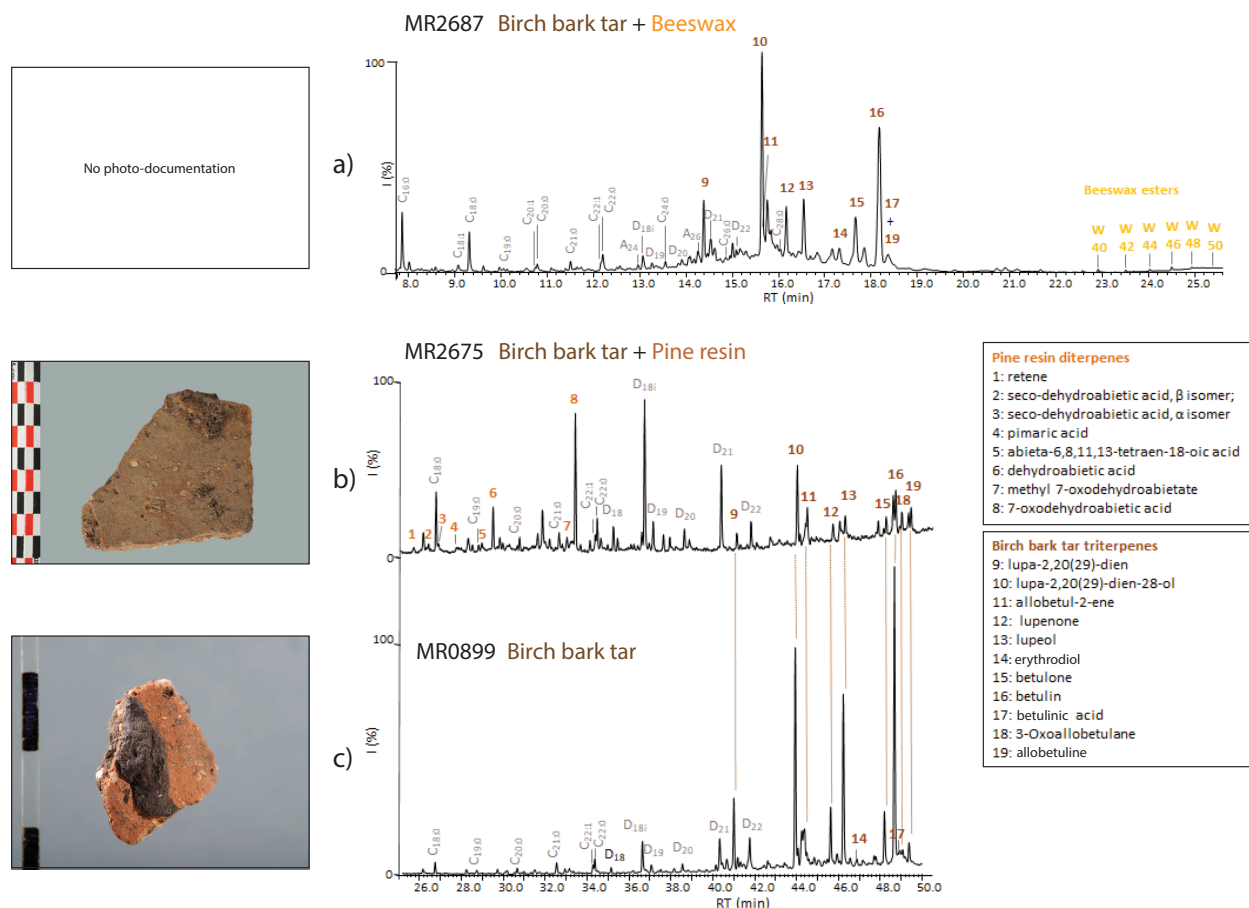 MR2687 Birch bark tar + Beeswax
No photo-documentation
a)
I (%)
100
0
C16:0
C18:1
C18:0
C19:0
C20:1
C20:0
C21:0
C22:1
C22:0
A24
D18i
D19
C24:0
D20
A26
9
D21
C26:0
D22
10
11
C28:0
12
13
14
15
16
17
+
19
Beeswax esters
W W W W W W
40 42 44 46 48 50
8.0 9.0 10.0 11.0 12.0 13.0 14.0 15.0 16.0 17.0 18.0 19.0 20.0 21.0 22.0 23.0 24.0 25.0
RT (min)
MR2675 Birch bark tar + Pine resin
b)
I (%)
100
0
1
2
C18:0
3
4
C19:0
5
6
C20:0
C21:0
7
8
C22:1
C22:0
D18
D18i
D19
D20
D21
9
D22
10
11
12
13
15
16
18
19
Pine resin diterpenes
1: retene
2: seco-dehydroabietic acid, β isomer;
3: seco-dehydroabietic acid, α isomer
4: pimaric acid
5: abieta-6,8,11,13-tetraen-18-oic acid
6: dehydroabietic acid
7: methyl 7-oxodehydroabietate
8: 7-oxodehydroabietic acid
Birch bark tar triterpenes
9: lupa-2,20(29)-dien
10: lupa-2,20(29)-dien-28-ol
11: allobetul-2-ene
12: lupenone
13: lupeol
14: erythrodiol
15: betulone
16: betulin
17: betulinic acid
18: 3-Oxoallobetulane
19: allobetuline
MR0899 Birch bark tar
c)
I (%)
100
0
C18:0
C19:0
C20:0
C21:0
C22:1
C22:0
D18
D18i
D19
D20
D21
D22
14
17
26.0 28.0 30.0 32.0 34.0 36.0 38.0 40.0 42.0 44.0 46.0 48.0 50.0
RT (min)